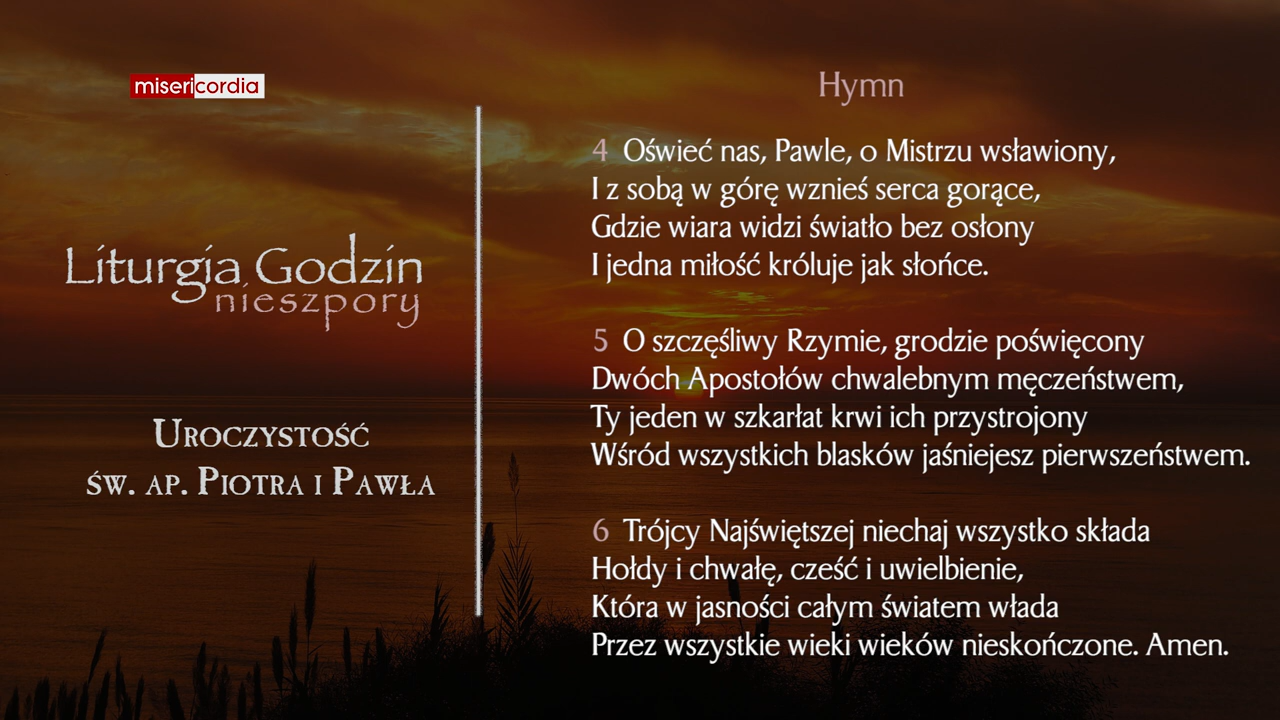 misericordia
Liturgia Godzin
nieszpory
Uroczystość
św. ap. Piotra i Pawła
Hymn
4 Oświeć nas, Pawle, o Mistrzu wsławiony,
I z sobą w górę wznieś serca gorące,
Gdzie wiara widzi światło bez osłony
I jedna miłość króluje jak słońce.
5 O szczęśliwy Rzymie, grodzie poświęcony
Dwóch Apostołów chwalebnym męczeństwem,
Ty jeden w szkarłat krwi ich przystrojony
Wśród wszystkich blasków jaśniejesz pierwszeństwem.
6 Trójcy Najświętszej niechaj wszystko składa
Hołdy i chwałę, cześć i uwielbienie,
Która w jasności całym światem włada
Przez wszystkie wieki wieków nieskończone. Amen.